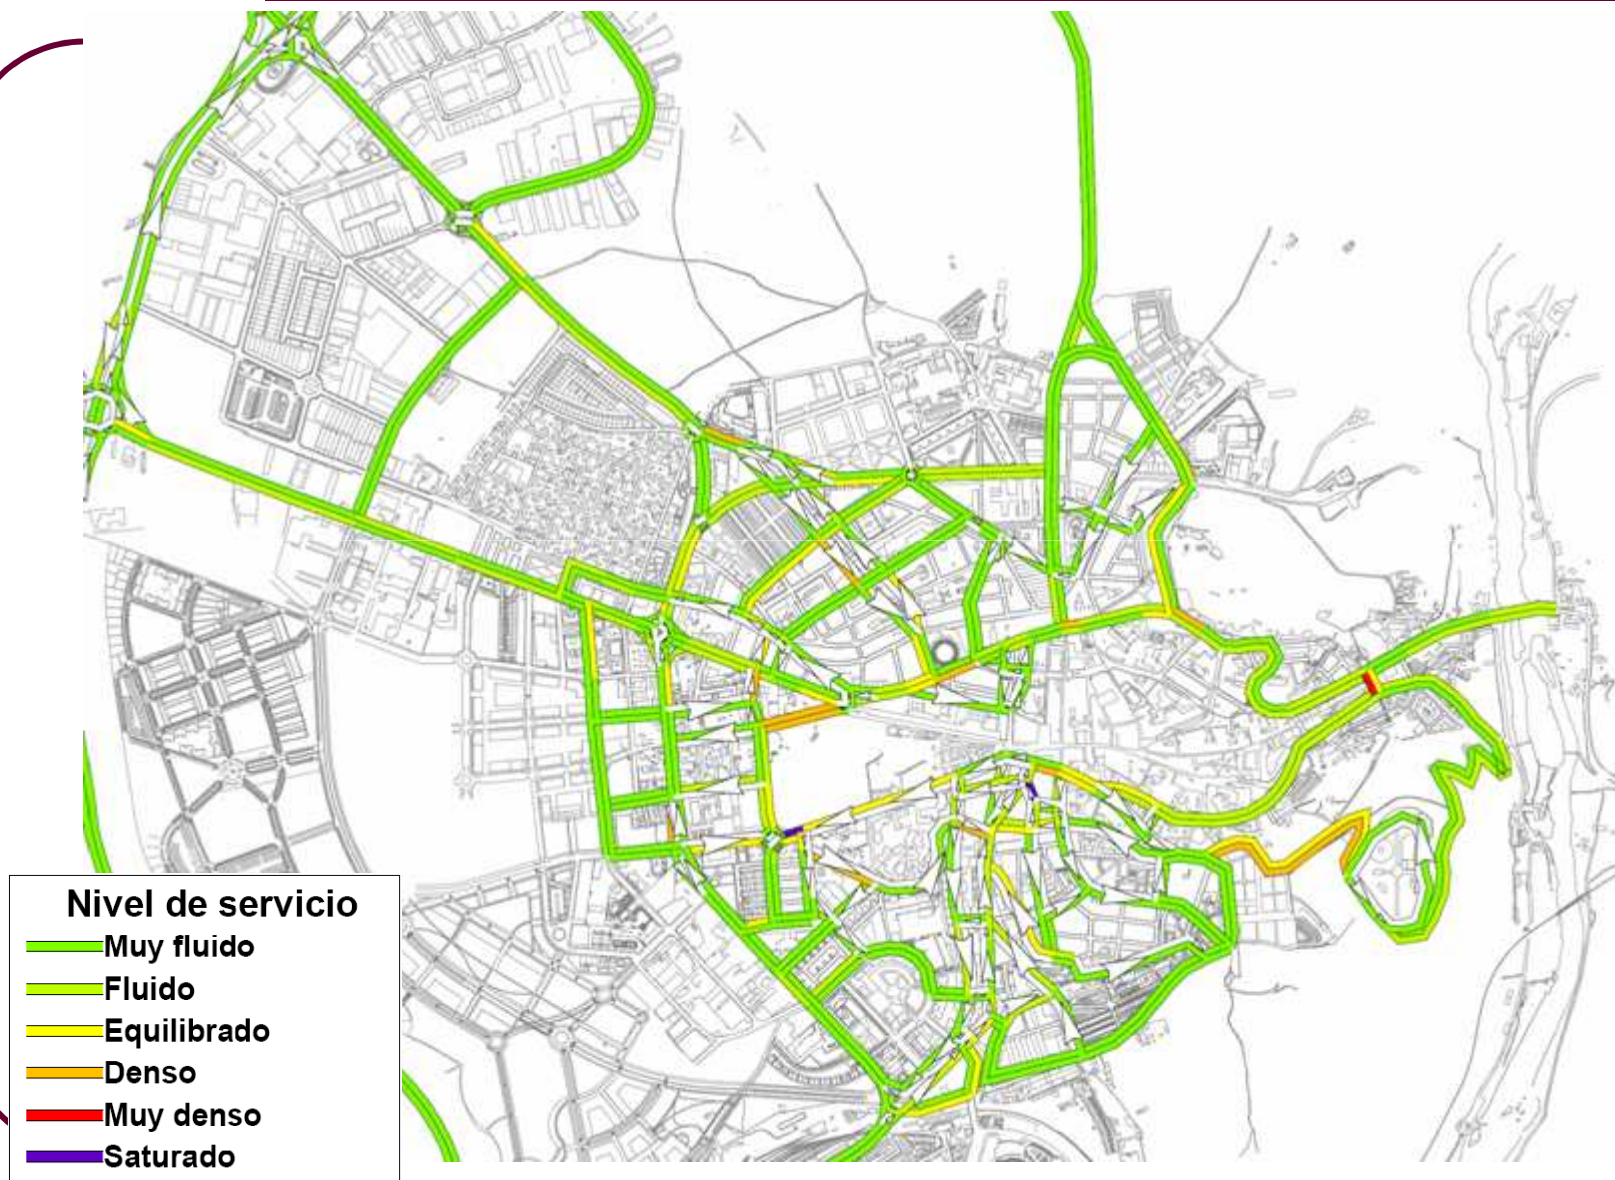 Nivel de servicio
Muy fluido
Fluido
Equilibrado
Denso
Muy denso
Saturado